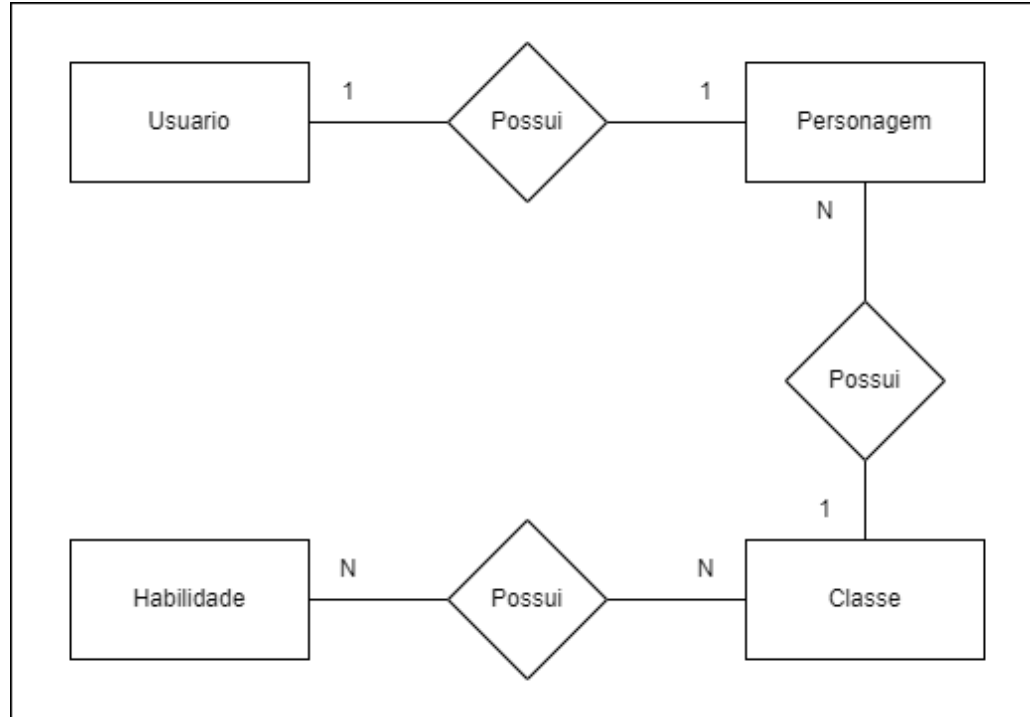 1
1
Usuario
Possui
Personagem
N
Possui
1
N
N
Habilidade
Possui
Classe